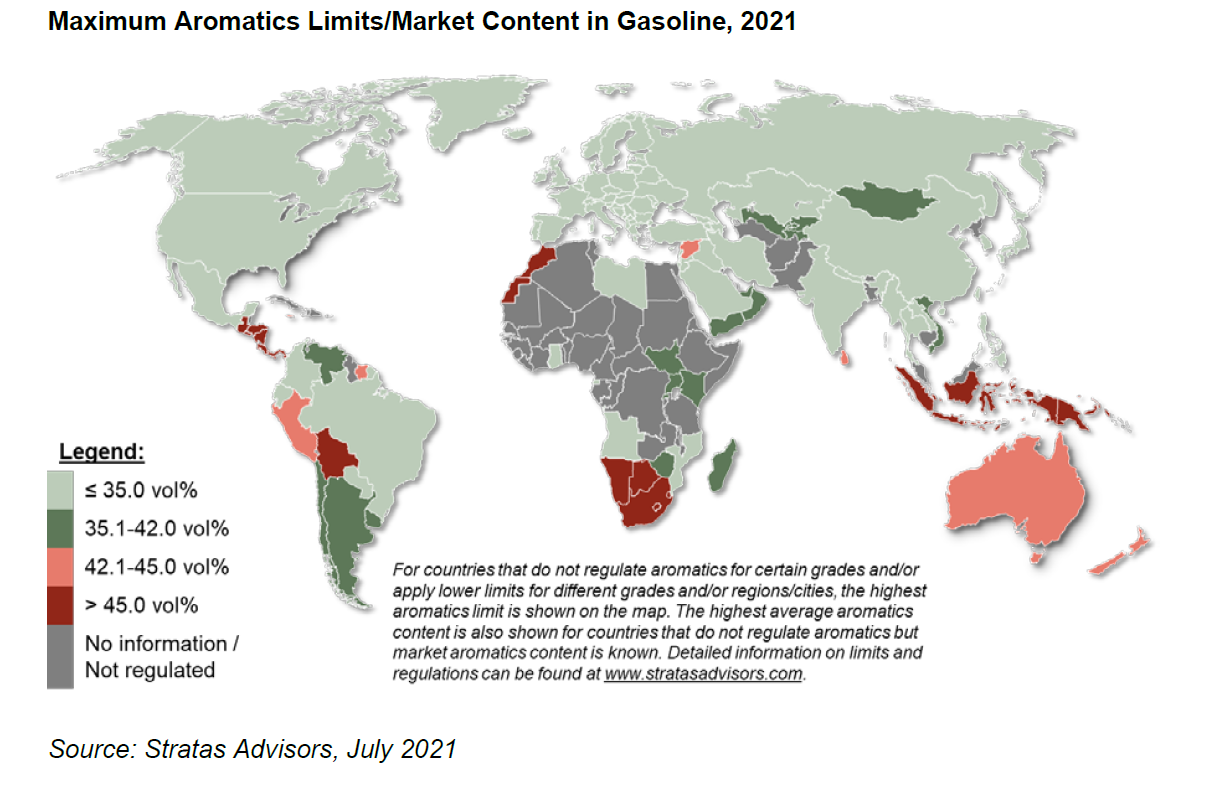 Maximum Aromatics Limits/Market Content in Gasoline, 2021
Legend:
≤ 35.0 vol%
35.1-42.0 vol%
42.1-45.0 vol%
> 45.0 vol%
No information /
Not regulated
For countries that do not regulate aromatics for certain grades and/or
apply lower limits for different grades and/or regions/cities, the highest
aromatics limit is shown on the map. The highest average aromatics
content is also shown for countries that do not regulate aromatics but
market aromatics content is known. Detailed information on limits and
regulations can be found at www.stratasadvisors.com.
Source: Stratas Advisors, July 2021